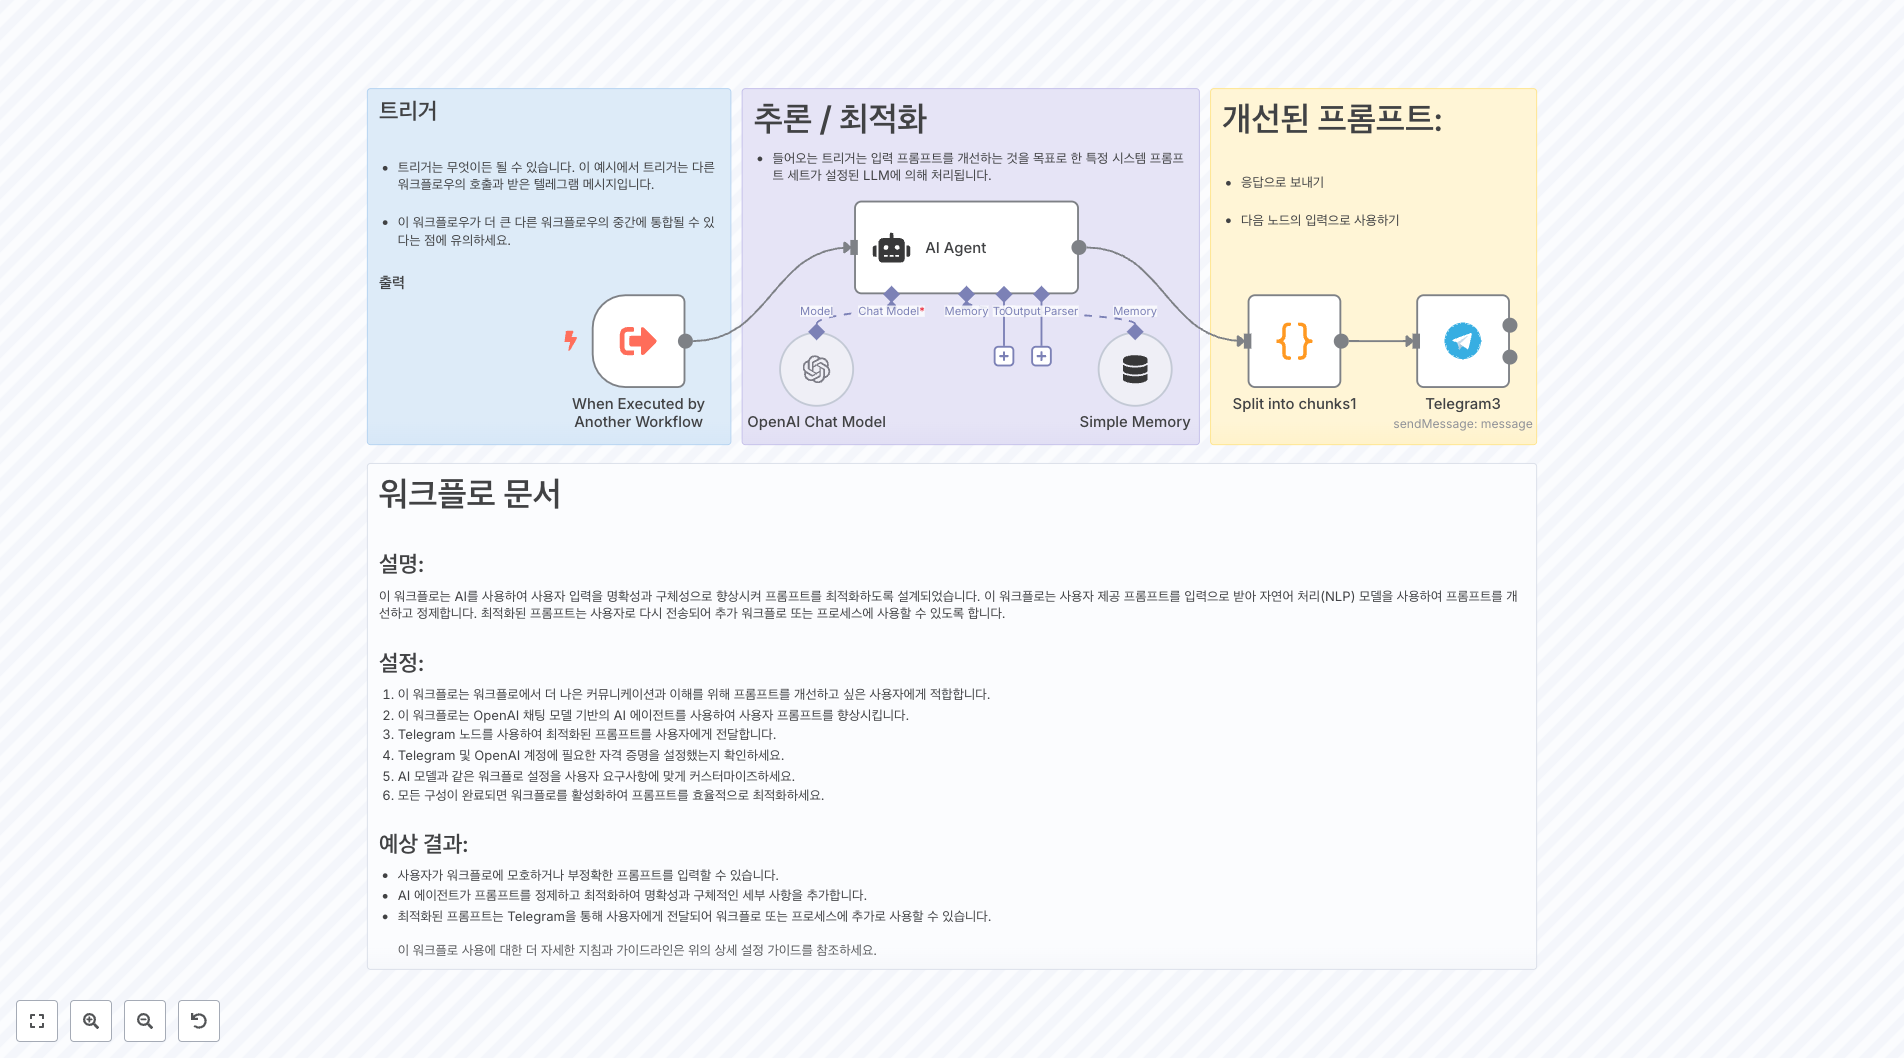 트리거
• 트리거는 무엇이든 될 수 있습니다. 이 예시에서 트리거는 다른
워크플로우의 호출과 받은 텔레그램 메시지입니다.
• 이 워크플로우가 더 큰 다른 워크플로우의 중간에 통합될 수 있
다는 점에 유의하세요.
출력
When Executed by
Another Workflow
추론 / 최적화
• 들어오는 트리거는 입력 프롬프트를 개선하는 것을 목표로 한 특정 시스템 프롬프
트 세트가 설정된 LLM에 의해 처리됩니다.
AI Agent
Model
Chat Model*
Memory
To
Output Parser
Memory
OpenAI Chat Model
Simple Memory
개선된 프롬프트:
• 응답으로 보내기
• 다음 노드의 입력으로 사용하기
Split into chunks1
Telegram3
sendMessage: message
워크플로 문서
설명:
이 워크플로는 AI를 사용하여 사용자 입력을 명확성과 구체성으로 향상시켜 프롬프트를 최적화하도록 설계되었습니다. 이 워크플로는 사용자 제공 프롬프트를 입력으로 받아 자연어 처리(NLP) 모델을 사용하여 프롬프트를 개
선하고 정제합니다. 최적화된 프롬프트는 사용자로 다시 전송되어 추가 워크플로 또는 프로세스에 사용할 수 있도록 합니다.
설정:
1. 이 워크플로는 워크플로에서 더 나은 커뮤니케이션과 이해를 위해 프롬프트를 개선하고 싶은 사용자에게 적합합니다.
2. 이 워크플로는 OpenAI 채팅 모델 기반의 AI 에이전트를 사용하여 사용자 프롬프트를 향상시킵니다.
3. Telegram 노드를 사용하여 최적화된 프롬프트를 사용자에게 전달합니다.
4. Telegram 및 OpenAI 계정에 필요한 자격 증명을 설정했는지 확인하세요.
5. AI 모델과 같은 워크플로 설정을 사용자 요구사항에 맞게 커스터마이즈하세요.
6. 모든 구성이 완료되면 워크플로를 활성화하여 프롬프트를 효율적으로 최적화하세요.
예상 결과:
• 사용자가 워크플로에 모호하거나 부정확한 프롬프트를 입력할 수 있습니다.
• AI 에이전트가 프롬프트를 정제하고 최적화하여 명확성과 구체적인 세부 사항을 추가합니다.
• 최적화된 프롬프트는 Telegram을 통해 사용자에게 전달되어 워크플로 또는 프로세스에 추가로 사용할 수 있습니다.
이 워크플로 사용에 대한 더 자세한 지침과 가이드라인은 위의 상세 설정 가이드를 참조하세요.